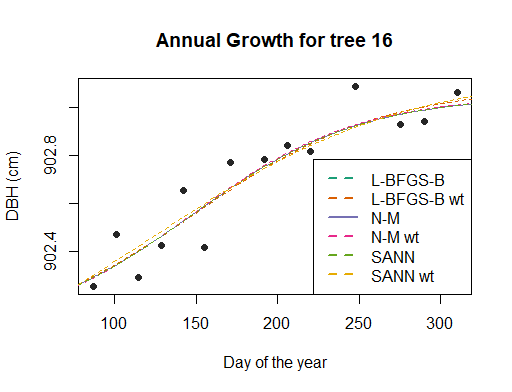 Annual Growth for tree 16
DBH (cm)
902.8
902.4
L-BFGS-B
L-BFGS-B wt
N-M
N-M wt
SANN
SANN wt
100 150 200 250 300
Day of the year